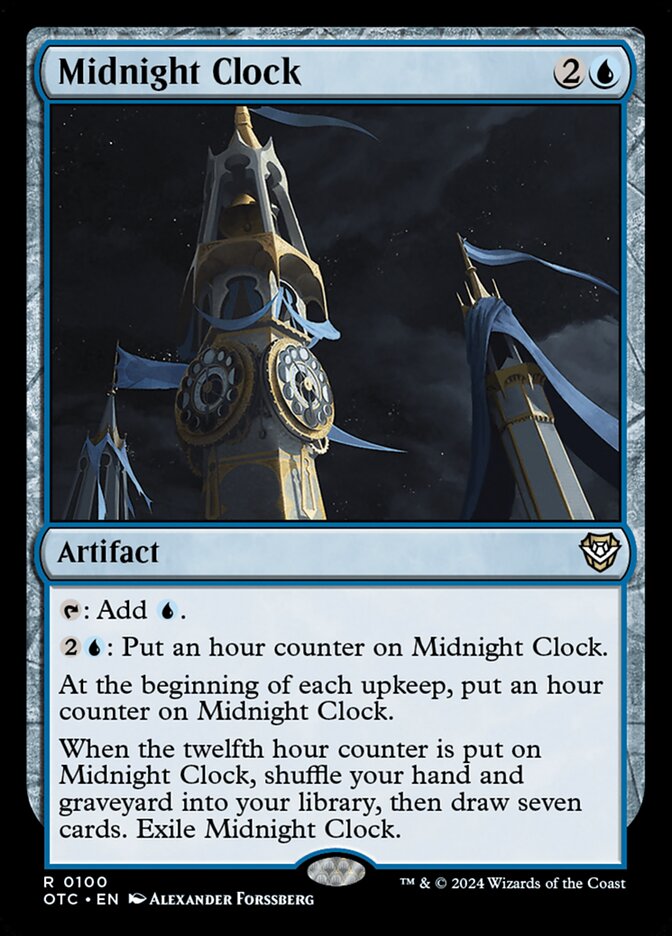 Midnight Clock 2
Artifact
: Add .
2: Put an hour counter on Midnight Clock.
At the beginning of each upkeep, put an hour
counter on Midnight Clock.
When the twelfth hour counter is put on
Midnight Clock, shuffle your hand and
graveyard into your library, then draw seven
cards. Exile Midnight Clock.
R 0100
OTC • EN Alexander Forssberg
™ & © 2024 Wizards of the Coast